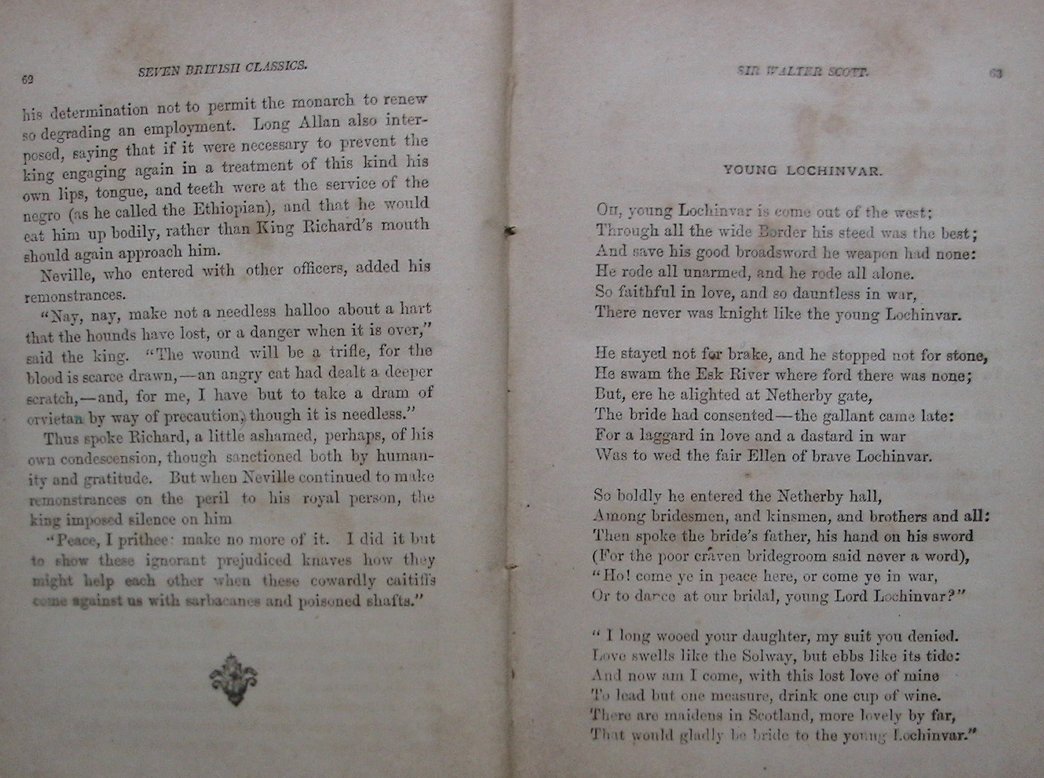 62
SEVEN BRITISH CLASSICS.
his determination not to permit the monarch to renew
so degrading an employment. Long Allan also inter-
posed, saying that if it were necessary to prevent the
king engaging again in a treatment of this kind his
own lips, tongue, and teeth were at the service of the
negro (as he called the Ethiopian), and that he would
eat him up bodily, rather than King Richard's mouth
should again approach him.
Neville, who entered with other officers, added his
remonstrances.
"Nay, nay, make not a needless halloo about a hart
that the hounds have lost, or a danger when it is over,"
said the king. "The wound will be a trifle, for the
blood is scarce drawn,—an angry cat had dealt a deeper
scratch,—and, for me, I have but to take a dram of
orvietan by way of precaution, though it is needless."
Thus spoke Richard, a little ashamed, perhaps, of his
own condescension, though sanctioned both by human-
ity and gratitude. But when Neville continued to make
remonstrances on the peril to his royal person, the
king imposed silence on him
"Peace, I prithee: make no more of it. I did it but
to show these ignorant prejudiced knaves how they
might help each other when these cowardly caitiffs
come against us with sarbacanes and poisoned shafts."
SIR WALTER SCOTT.
63
YOUNG LOCHINVAR.
OH, young Lochinvar is come out of the west;
Through all the wide Border his steed was the best;
And save his good broadsword he weapon had none:
He rode all unarmed, and he rode all alone.
So faithful in love, and so dauntless in war,
There never was knight like the young Lochinvar.
He stayed not for brake, and he stopped not for stone,
He swam the Esk River where ford there was none;
But, ere he alighted at Netherby gate,
The bride had consented—the gallant came late:
For a laggard in love and a dastard in war
Was to wed the fair Ellen of brave Lochinvar.
So boldly he entered the Netherby hall,
Among bridesmen, and kinsmen, and brothers and all:
Then spoke the bride's father, his hand on his sword
(For the poor craven bridegroom said never a word),
"Ho! come ye in peace here, or come ye in war,
Or to dance at our bridal, young Lord Lochinvar?"
"I long wooed your daughter, my suit you denied.
Love swells like the Solway, but ebbs like its tide:
And now am I come, with this lost love of mine
To lead but one measure, drink one cup of wine.
There are maidens in Scotland, more lovely by far,
That would gladly be bride to the young Lochinvar."